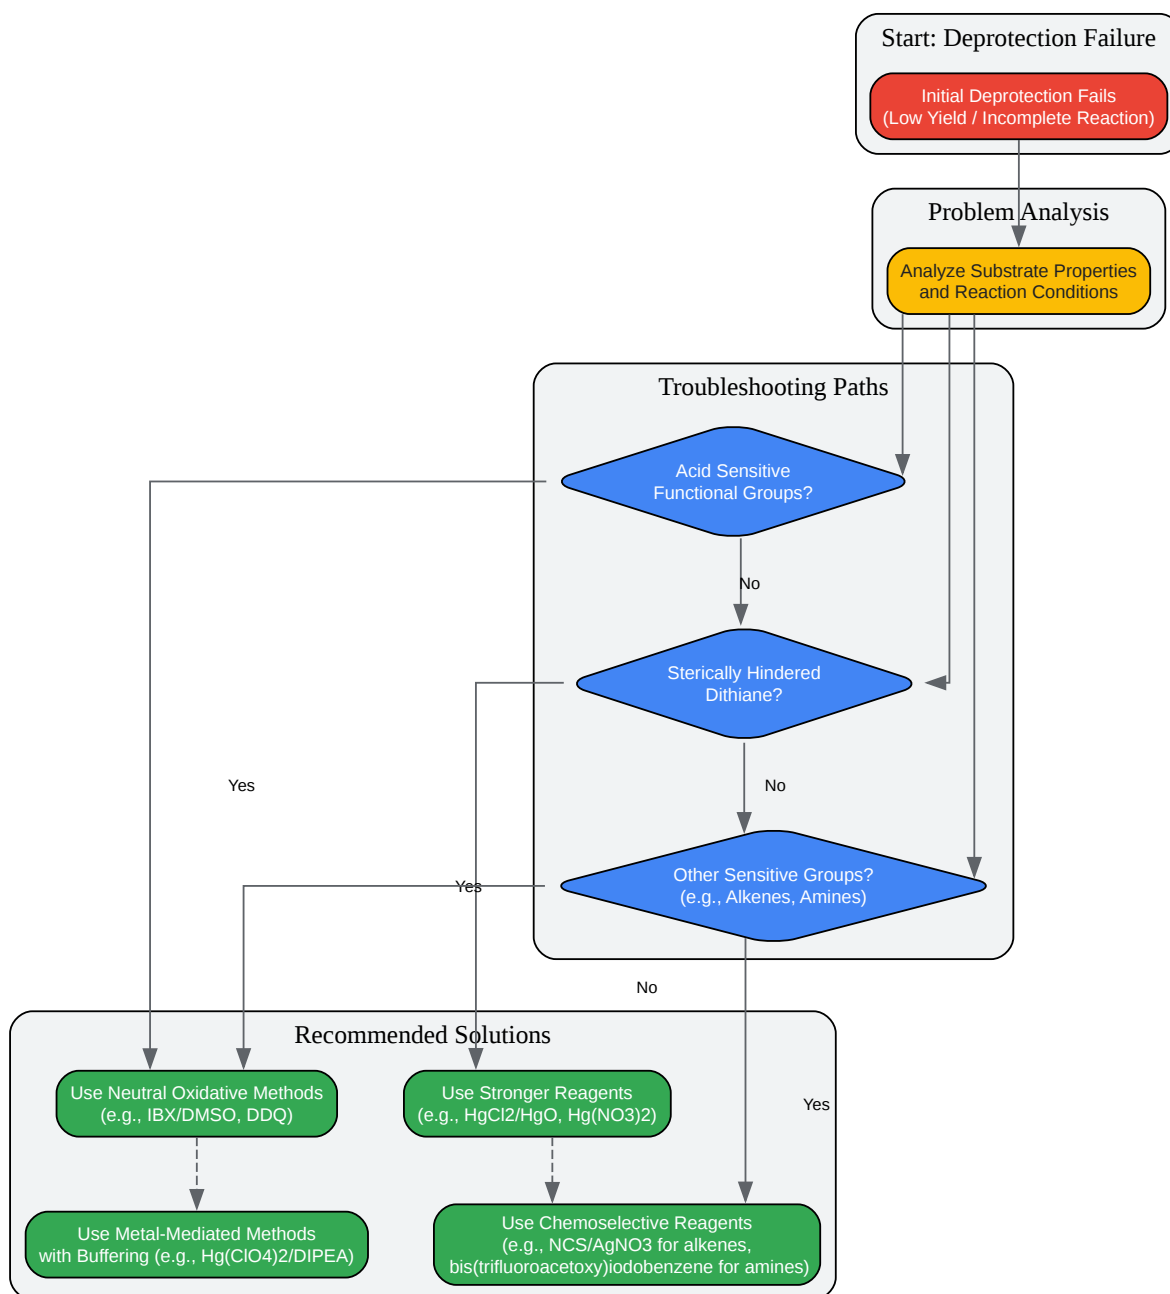 Start: Deprotection Failure
Initial Deprotection Fails
(Low Yield / Incomplete Reaction)
Problem Analysis
Analyze Substrate Properties
and Reaction Conditions
Troubleshooting Paths
Acid Sensitive
Functional Groups?
No
Sterically Hindered
Dithiane?
Yes
No
Other Sensitive Groups?
(e.g., Alkenes, Amines)
Yes
No
Recommended Solutions
Use Neutral Oxidative Methods
(e.g., IBX/DMSO, DDQ)
Use Stronger Reagents
(e.g., HgCl2/HgO, Hg(NO3)2)
Yes
Use Metal-Mediated Methods
with Buffering (e.g., Hg(ClO4)2/DIPEA)
Use Chemoselective Reagents
(e.g., NCS/AgNO3 for alkenes,
bis(trifluoroacetoxy)iodobenzene for amines)